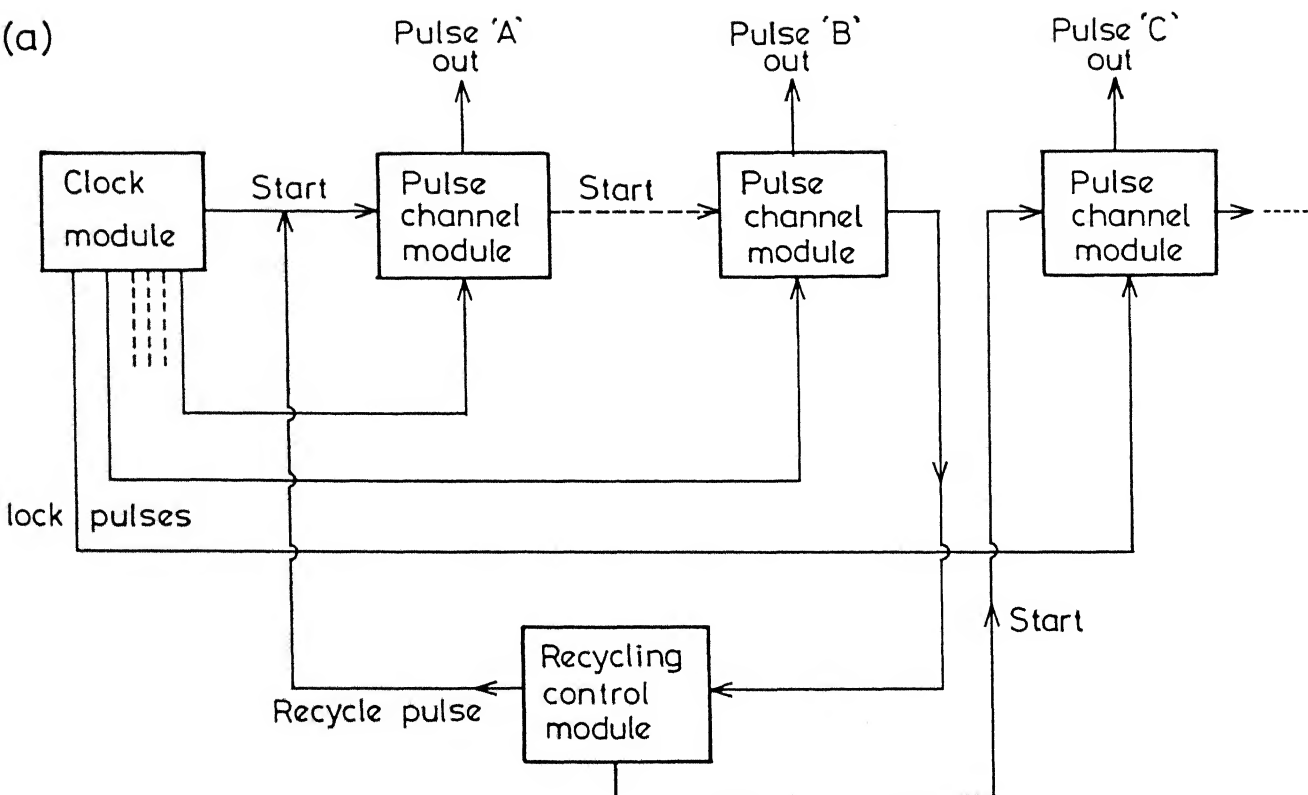 (a)
Pulse 'A'
out
Pulse 'B'
out
Pulse 'C'
out
Clock
module
Start
Pulse
channel
module
Start
Pulse
channel
module
Pulse
channel
module
lock pulses
Start
Recycling
control
module
Recycle pulse